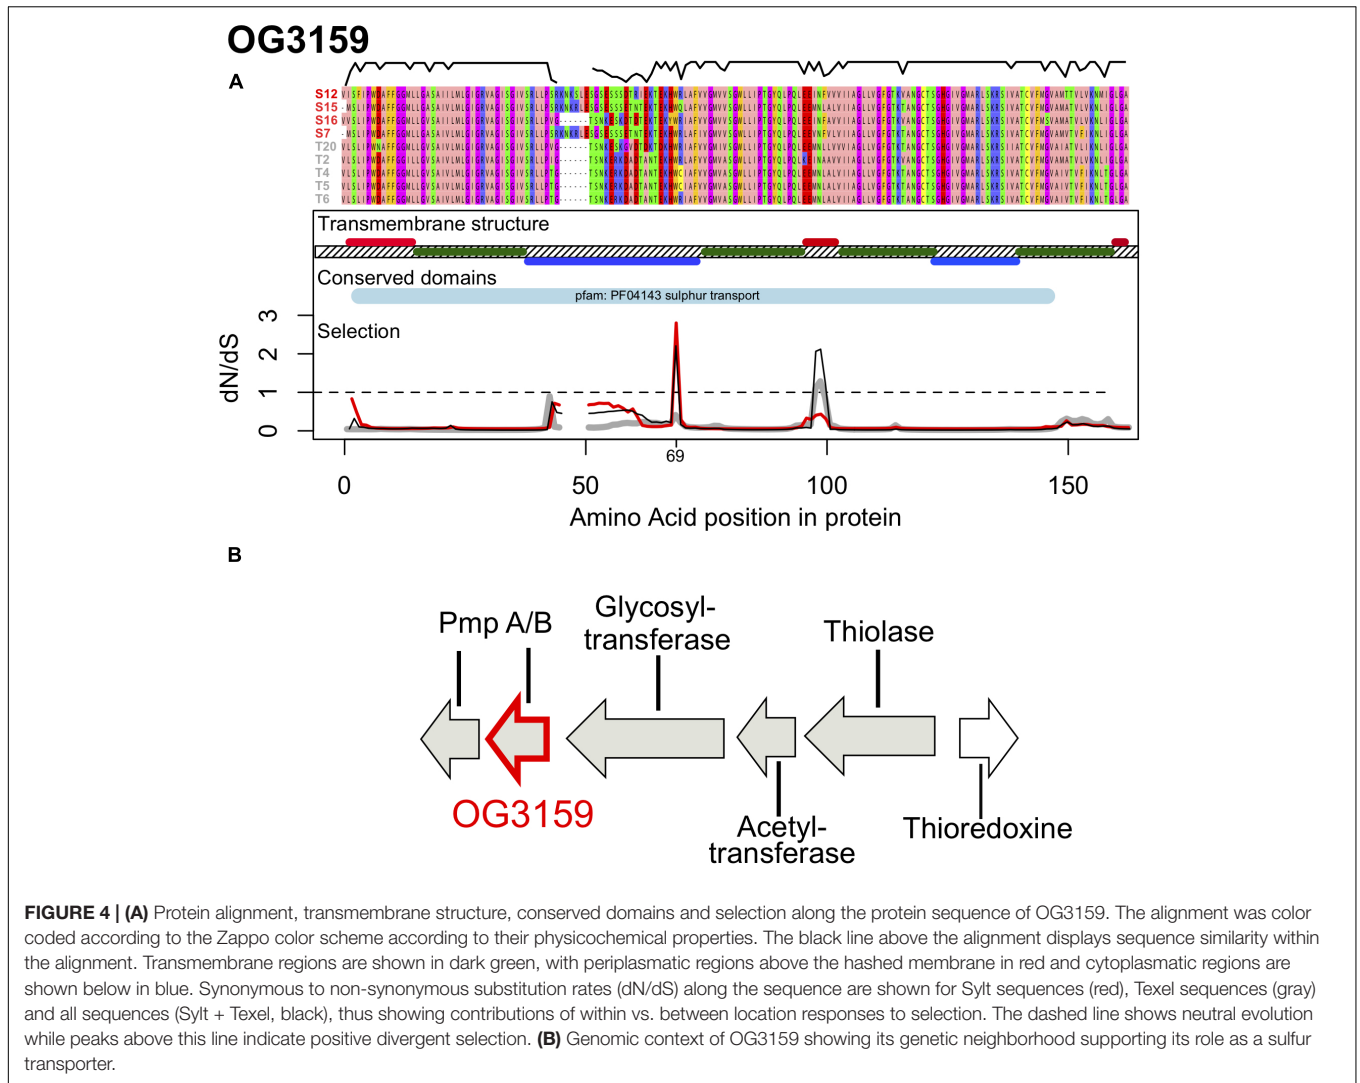 OG3159
A
S12
S15
S16
S7
T20
T2
T4
T5
T6
Transmembrane structure
Conserved domains
pfam: PF04143 sulphur transport
Selection
dN/dS
3
2
1
0
69
0 50 100 150
Amino Acid position in protein
B
Pmp A/B
Glycosyl-
transferase
Thiolase
OG3159
Acetyl-
transferase
Thioredoxine
FIGURE 4 | (A) Protein alignment, transmembrane structure, conserved domains and selection along the protein sequence of OG3159. The alignment was color
coded according to the Zappo color scheme according to their physicochemical properties. The black line above the alignment displays sequence similarity within
the alignment. Transmembrane regions are shown in dark green, with periplasmatic regions above the hashed membrane in red and cytoplasmatic regions are
shown below in blue. Synonymous to non-synonymous substitution rates (dN/dS) along the sequence are shown for Sylt sequences (red), Texel sequences (gray)
and all sequences (Sylt + Texel, black), thus showing contributions of within vs. between location responses to selection. The dashed line shows neutral evolution
while peaks above this line indicate positive divergent selection. (B) Genomic context of OG3159 showing its genetic neighborhood supporting its role as a sulfur
transporter.